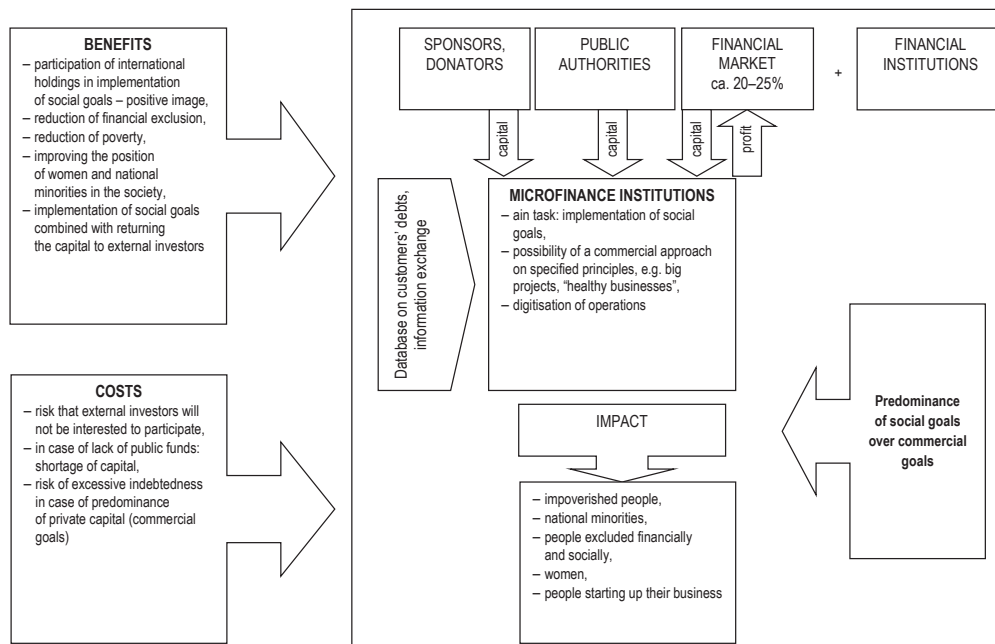 BENEFITS
– participation of international
holdings in implementation
of social goals – positive image,
– reduction of financial exclusion,
– reduction of poverty,
– improving the position
of women and national
minorities in the society,
– implementation of social goals
combined with returning
the capital to external investors
COSTS
– risk that external investors will
not be interested to participate,
– in case of lack of public funds:
shortage of capital,
– risk of excessive indebtedness
in case of predominance
of private capital (commercial
goals)
SPONSORS,
DONATORS
PUBLIC
AUTHORITIES
FINANCIAL
MARKET
ca. 20–25%
+
FINANCIAL
INSTITUTIONS
capital
capital
capital
profit
Database on customers’ debts,
information exchange
MICROFINANCE INSTITUTIONS
– ain task: implementation of social
goals,
– possibility of a commercial approach
on specified principles, e.g. big
projects, “healthy businesses”,
– digitisation of operations
IMPACT
– impoverished people,
– national minorities,
– people excluded financially
and socially,
– women,
– people starting up their business
Predominance
of social goals
over commercial
goals